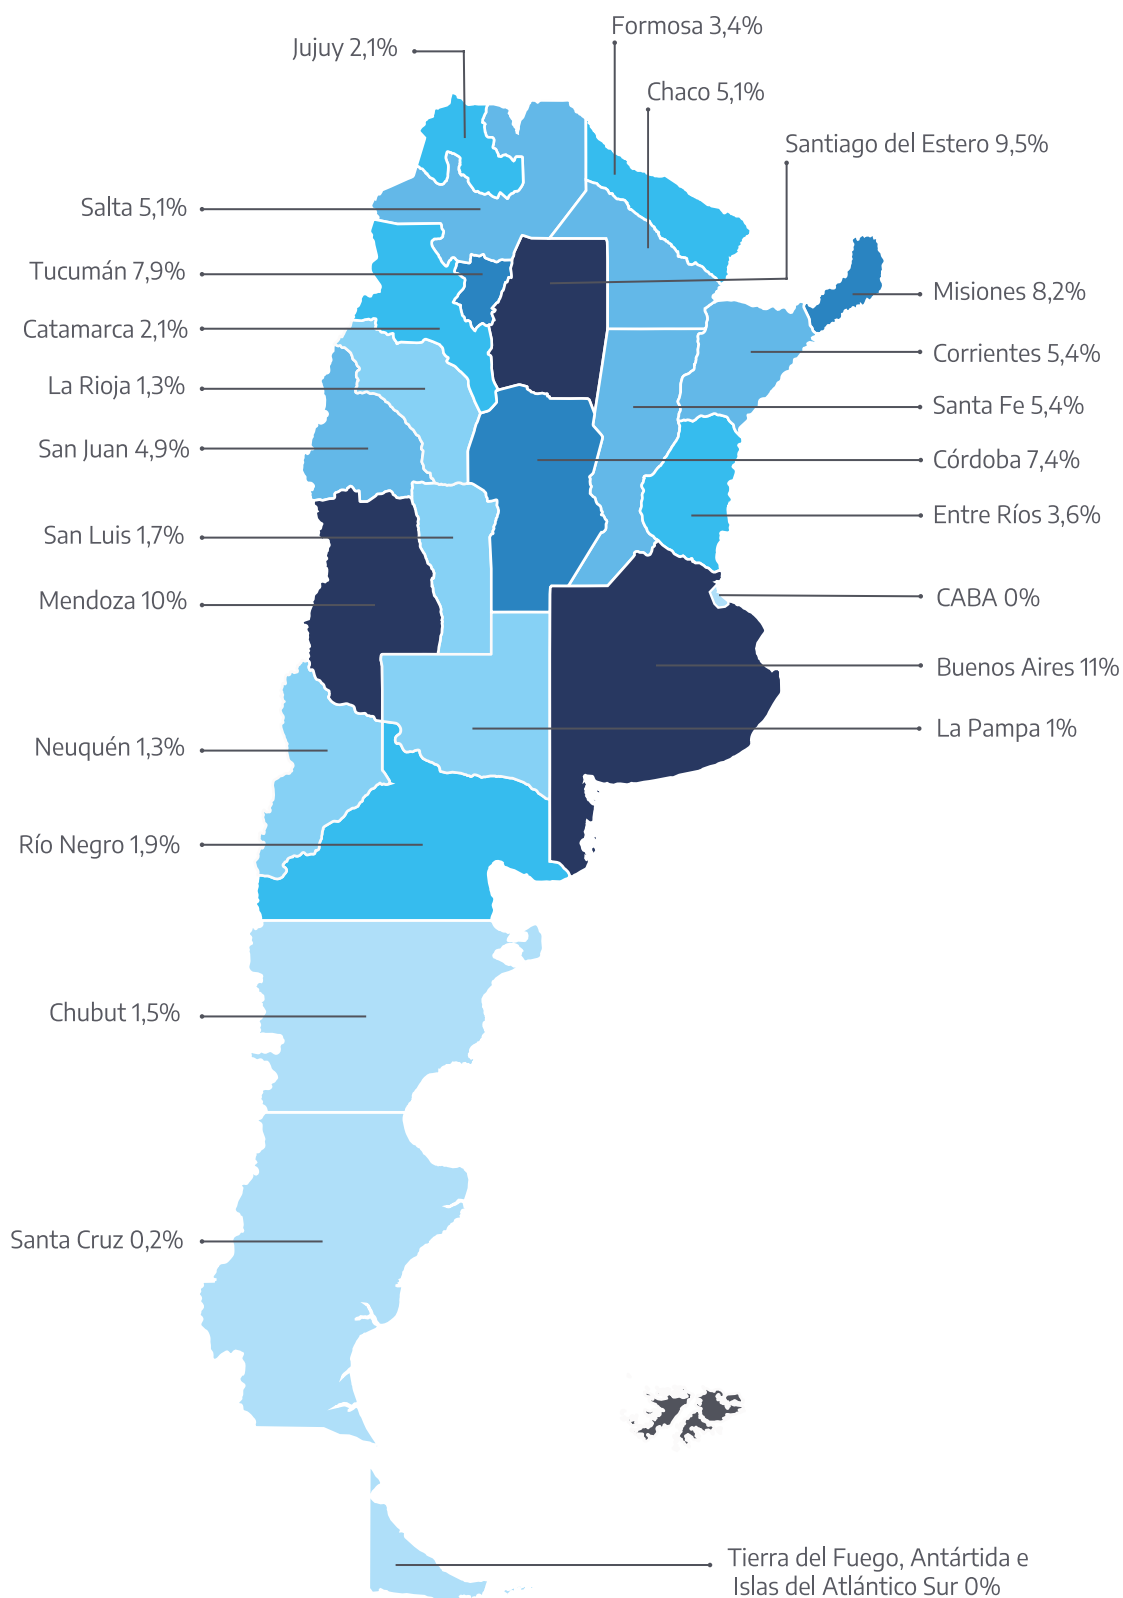 Formosa 3,4%
Jujuy 2,1%
Chaco 5,1%
Santiago del Estero 9,5%
Salta 5,1%
Tucumán 7,9%
Misiones 8,2%
Catamarca 2,1%
Corrientes 5,4%
La Rioja 1,3%
Santa Fe 5,4%
San Juan 4,9%
Córdoba 7,4%
Entre Ríos 3,6%
San Luis 1,7%
CABA 0%
Mendoza 10%
Buenos Aires 11%
La Pampa 1%
Neuquén 1,3%
Río Negro 1,9%
Chubut 1,5%
Santa Cruz 0,2%
Tierra del Fuego, Antártida e
Islas del Atlántico Sur 0%